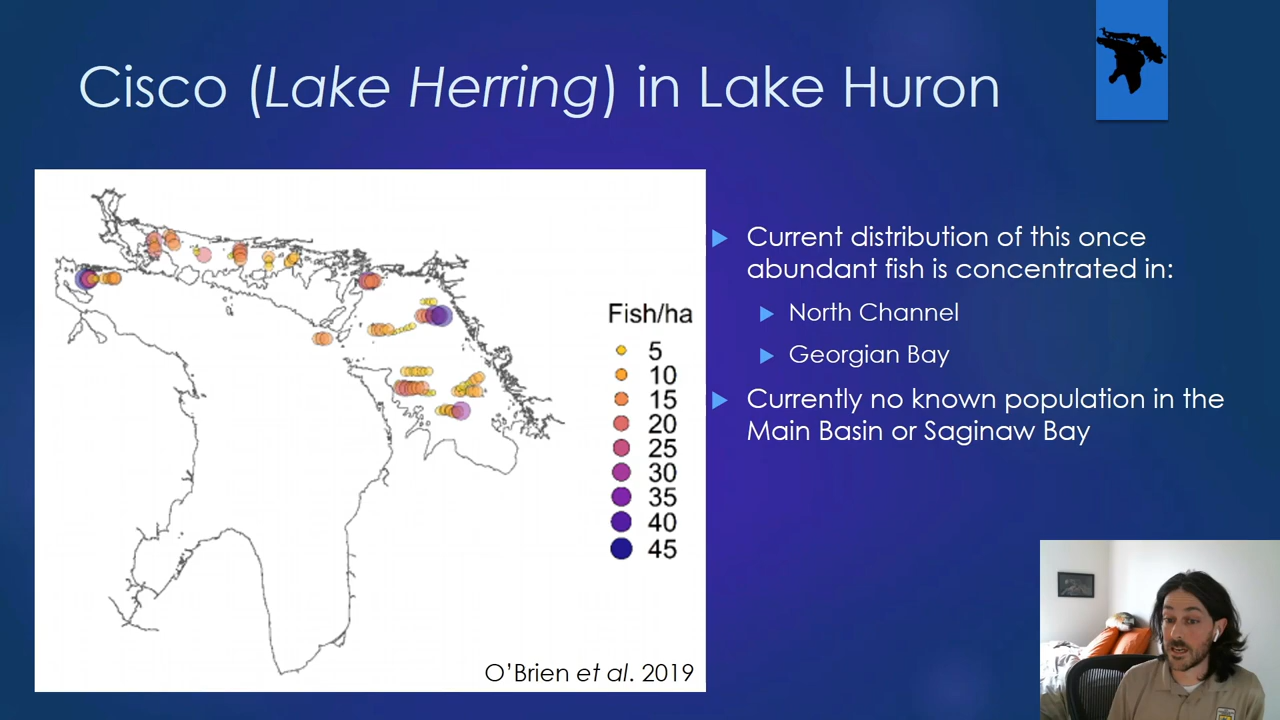 Cisco (Lake Herring) in Lake Huron
Current distribution of this once
abundant fish is concentrated in:
North Channel
Georgian Bay
Currently no known population in the
Main Basin or Saginaw Bay
Fish/ha
5
10
15
20
25
30
35
40
45
O'Brien et al. 2019